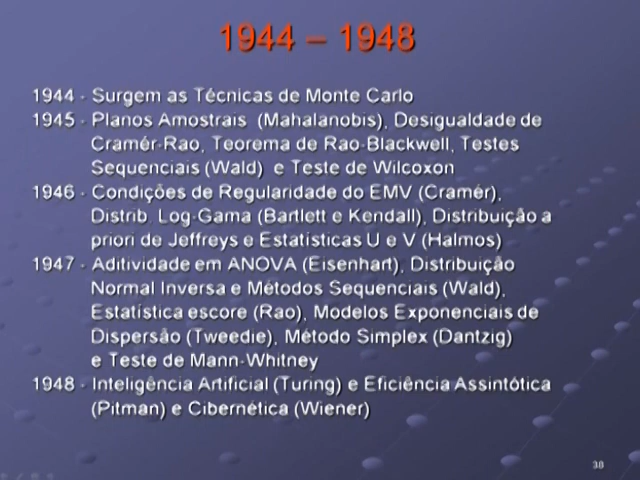 1944 – 1948
1944 - Surgem as Técnicas de Monte Carlo
1945 - Planos Amostrais (Mahalanobis), Desigualdade de
Cramér-Rao, Teorema de Rao-Blackwell, Testes
Sequenciais (Wald) e Teste de Wilcoxon
1946 - Condições de Regularidade do EMV (Cramér),
Distrib. Log-Gama (Bartlett e Kendall), Distribuição a
priori de Jeffreys e Estatísticas U e V (Halmos)
1947 - Aditividade em ANOVA (Eisenhart), Distribuição
Normal Inversa e Métodos Sequenciais (Wald),
Estatística escore (Rao), Modelos Exponenciais de
Dispersão (Tweedie), Método Simplex (Dantzig)
e Teste de Mann-Whitney
1948 - Inteligência Artificial (Turing) e Eficiência Assintótica
(Pitman) e Cibernética (Wiener)
38